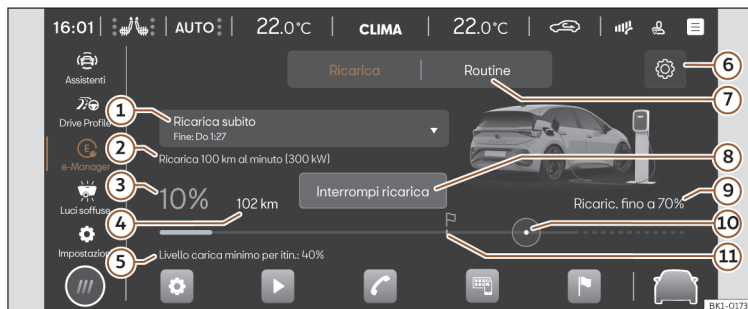 16:01 AUTO 22.0°C CLIMA 22.0°C
Assistenti
Drive Profile
E
e-Manager
Luci soffuse
Impostazion
Ricarica Routine
Ricarica subito
Fine: Do 1:27
Ricarica 100 km al minuto (300 kW)
10% 102 km
Interrompi ricarica
Ricaric. fino a 70%
Livello carica minimo per itin.: 40%
1
2
3
4
5
6
7
8
9
10
11
BK1-0173